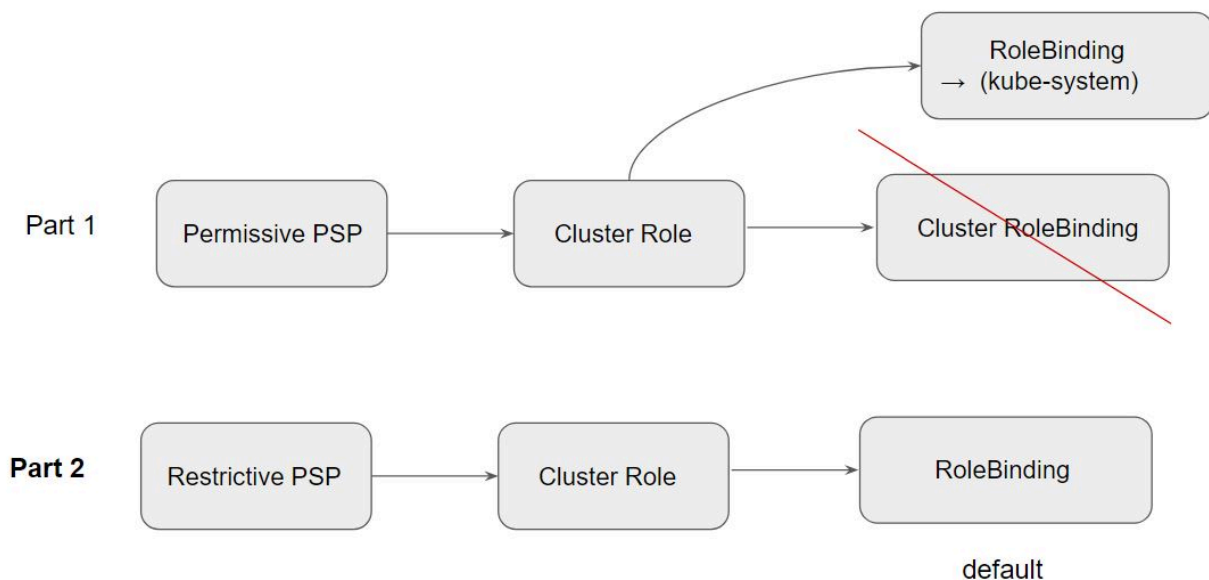 RoleBinding
→ (kube-system)
Part 1
Permissive PSP
Cluster Role
Cluster RoleBinding
Part 2
Restrictive PSP
Cluster Role
RoleBinding
default